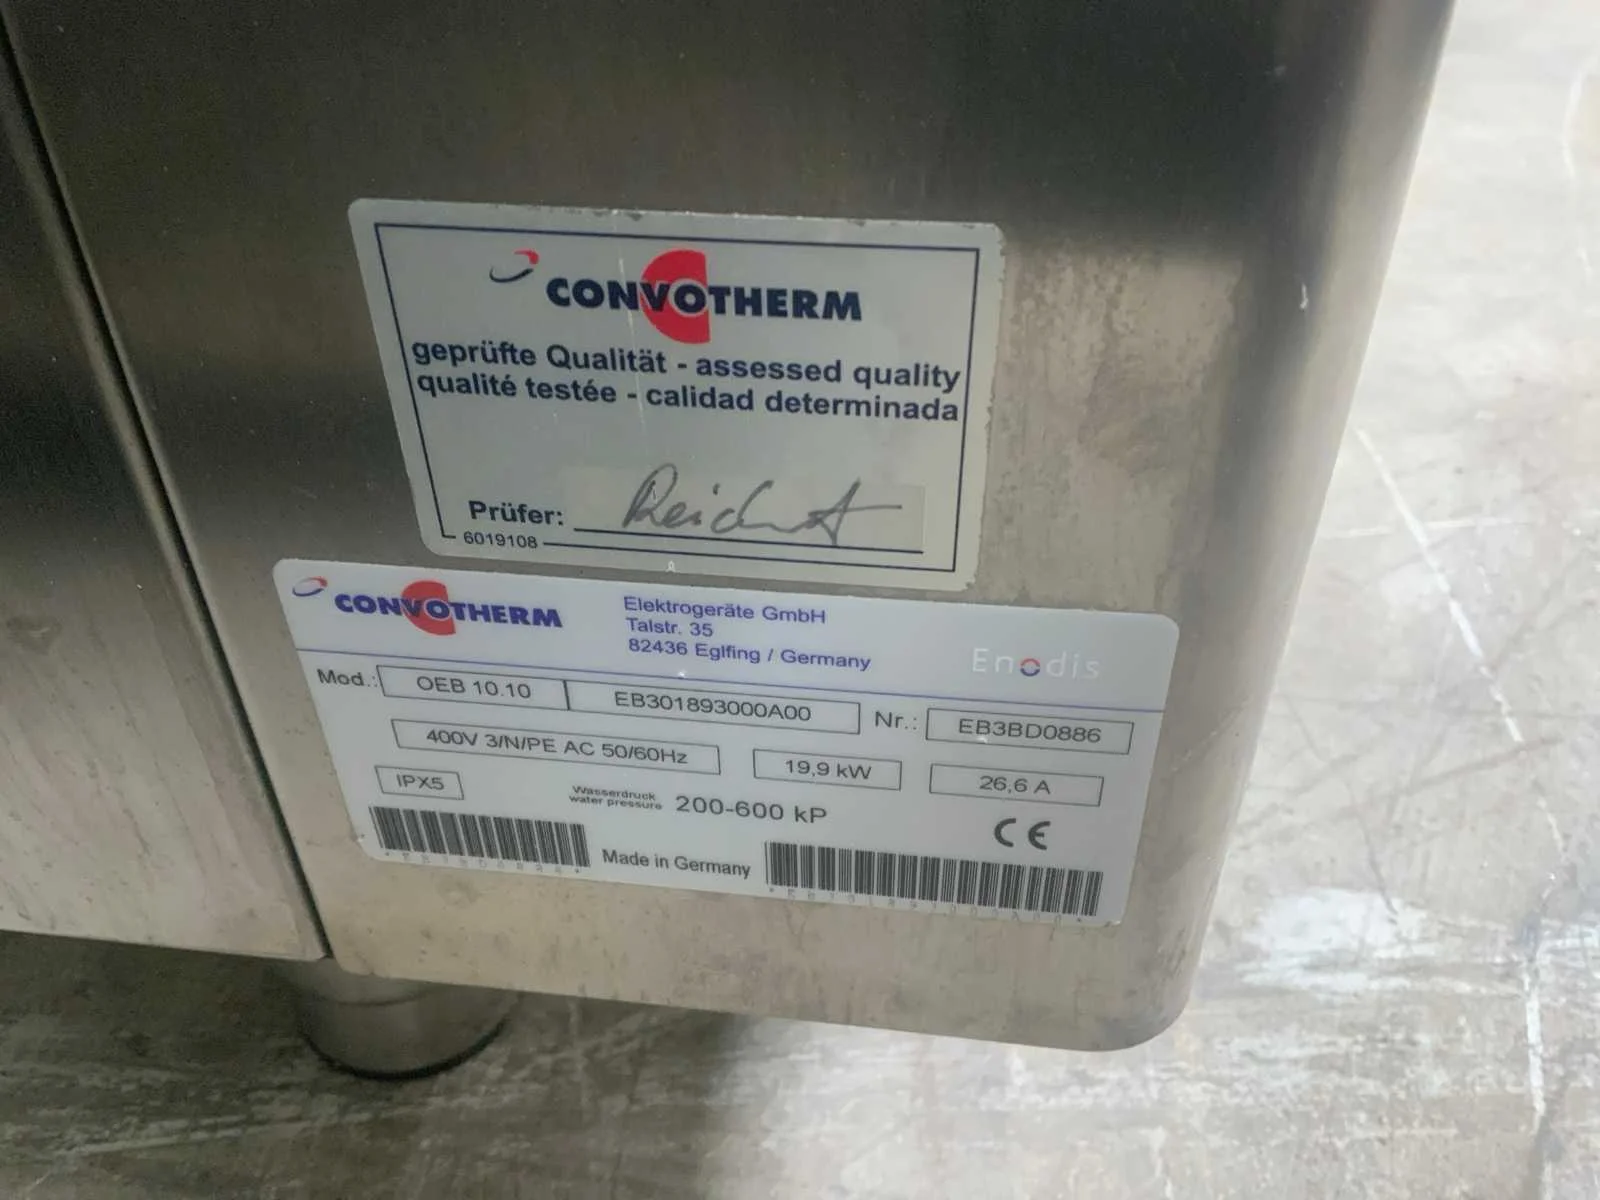 CONVOTHERM
geprüfte Qualität - assessed quality
qualité testée - calidad determinada
Prüfer: Reichart
6019108
CONVOTHERM
Elektrogeräte GmbH
Talstr. 35
82436 Eglfing / Germany
Enodis
Mod.: OEB 10.10 EB301893000A00 Nr.: EB3BD0886
400V 3/N/PE AC 50/60Hz 19,9 kW 26,6 A
IPX5
Wasserdruck
water pressure 200-600 kP
CE
Made in Germany